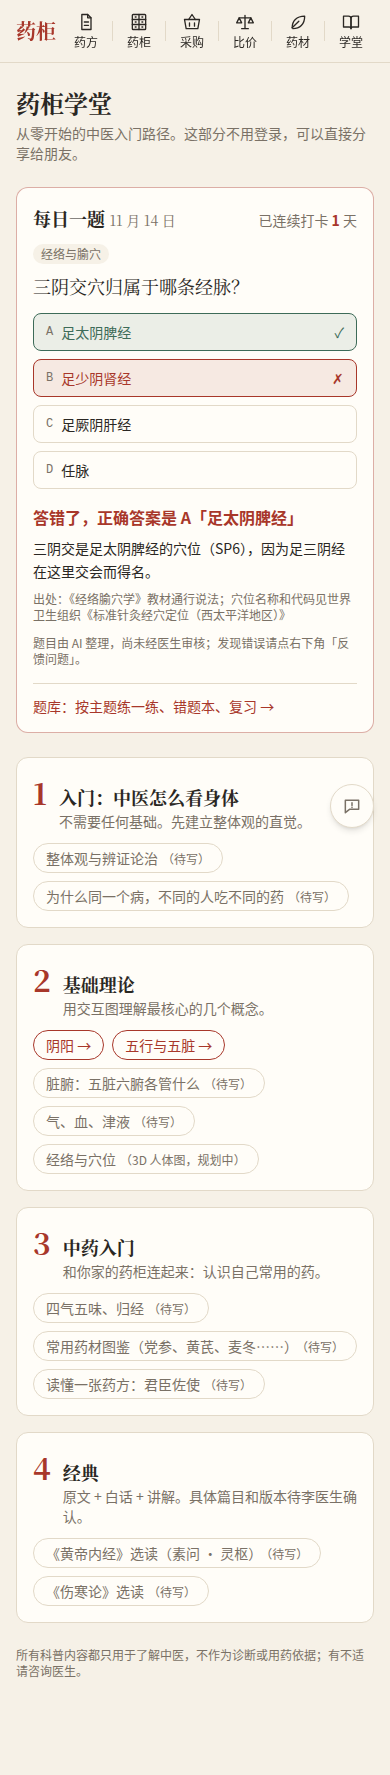 药柜
药方
药柜
采购
比价
药材
学堂
药柜学堂
从零开始的中医入门路径。这部分不用登录，可以直接分
享给朋友。
每日一题 11 月 14 日
已连续打卡 1 天
经络与腧穴
三阴交穴归属于哪条经脉？
A 足太阴脾经 ✓
B 足少阴肾经 ✗
C 足厥阴肝经
D 任脉
答错了，正确答案是 A「足太阴脾经」
三阴交是足太阴脾经的穴位（SP6），因为足三阴经
在这里交会而得名。
出处：《经络腧穴学》教材通行说法；穴位名称和代码见世界
卫生组织《标准针灸经穴定位（西太平洋地区）》
题目由 AI 整理，尚未经医生审核；发现错误请点右下角「反
馈问题」。
题库：按主题练一练、错题本、复习 →
1 入门：中医怎么看身体
不需要任何基础。先建立整体观的直觉。
整体观与辨证论治 （待写）
为什么同一个病，不同的人吃不同的药 （待写）
2 基础理论
用交互图理解最核心的几个概念。
阴阳 → 五行与五脏 →
脏腑：五脏六腑各管什么 （待写）
气、血、津液 （待写）
经络与穴位 （3D 人体图，规划中）
3 中药入门
和你家的药柜连起来：认识自己常用的药。
四气五味、归经 （待写）
常用药材图鉴（党参、黄芪、麦冬……）（待写）
读懂一张药方：君臣佐使 （待写）
4 经典
原文 + 白话 + 讲解。具体篇目和版本待李医生确
认。
《黄帝内经》选读（素问 · 灵枢）（待写）
《伤寒论》选读 （待写）
所有科普内容都只用于了解中医，不作为诊断或用药依据；有不适
请咨询医生。